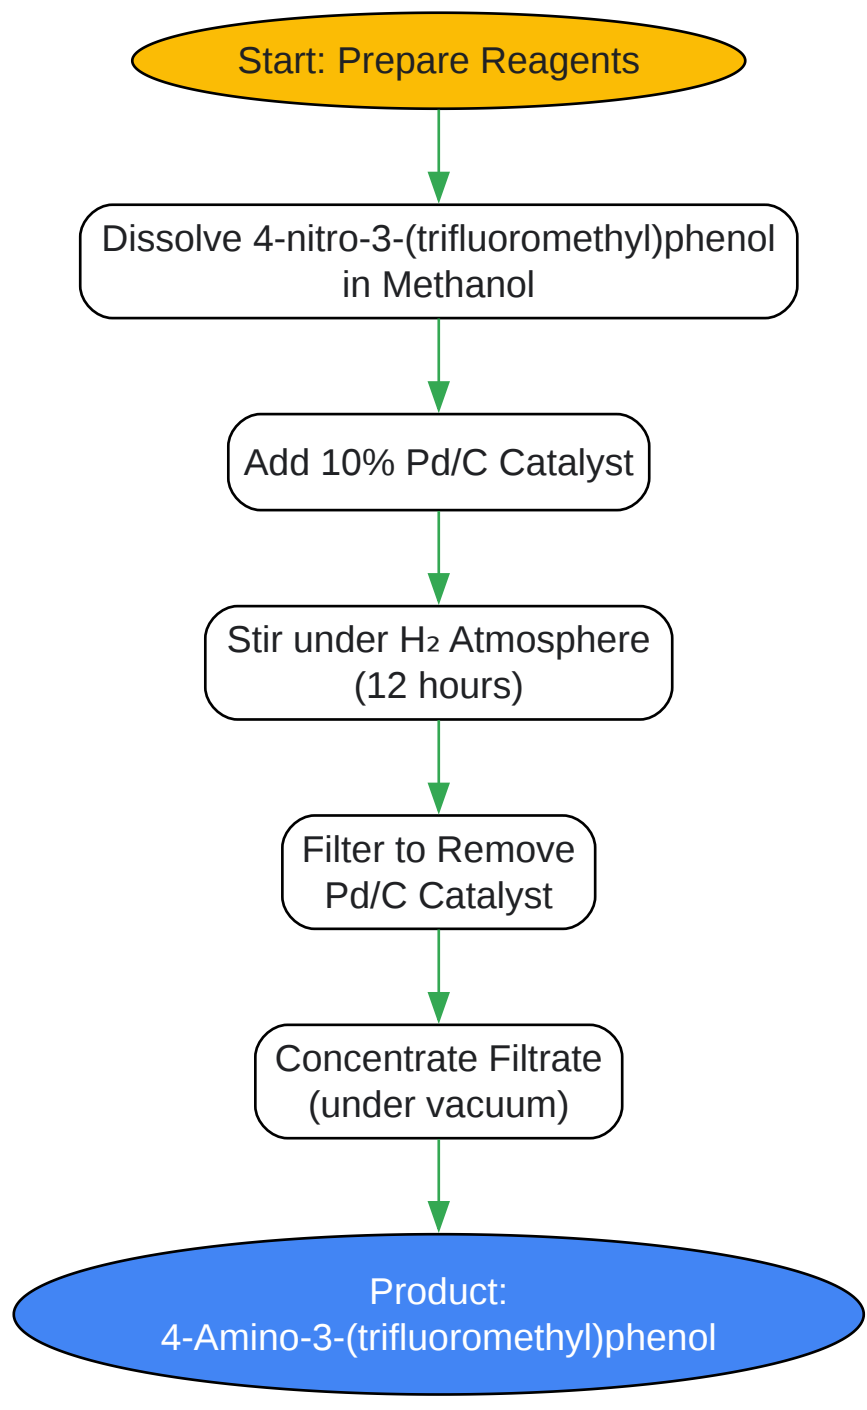 Start: Prepare Reagents
Dissolve 4-nitro-3-(trifluoromethyl)phenol
in Methanol
Add 10% Pd/C Catalyst
Stir under H₂ Atmosphere
(12 hours)
Filter to Remove
Pd/C Catalyst
Concentrate Filtrate
(under vacuum)
Product:
4-Amino-3-(trifluoromethyl)phenol